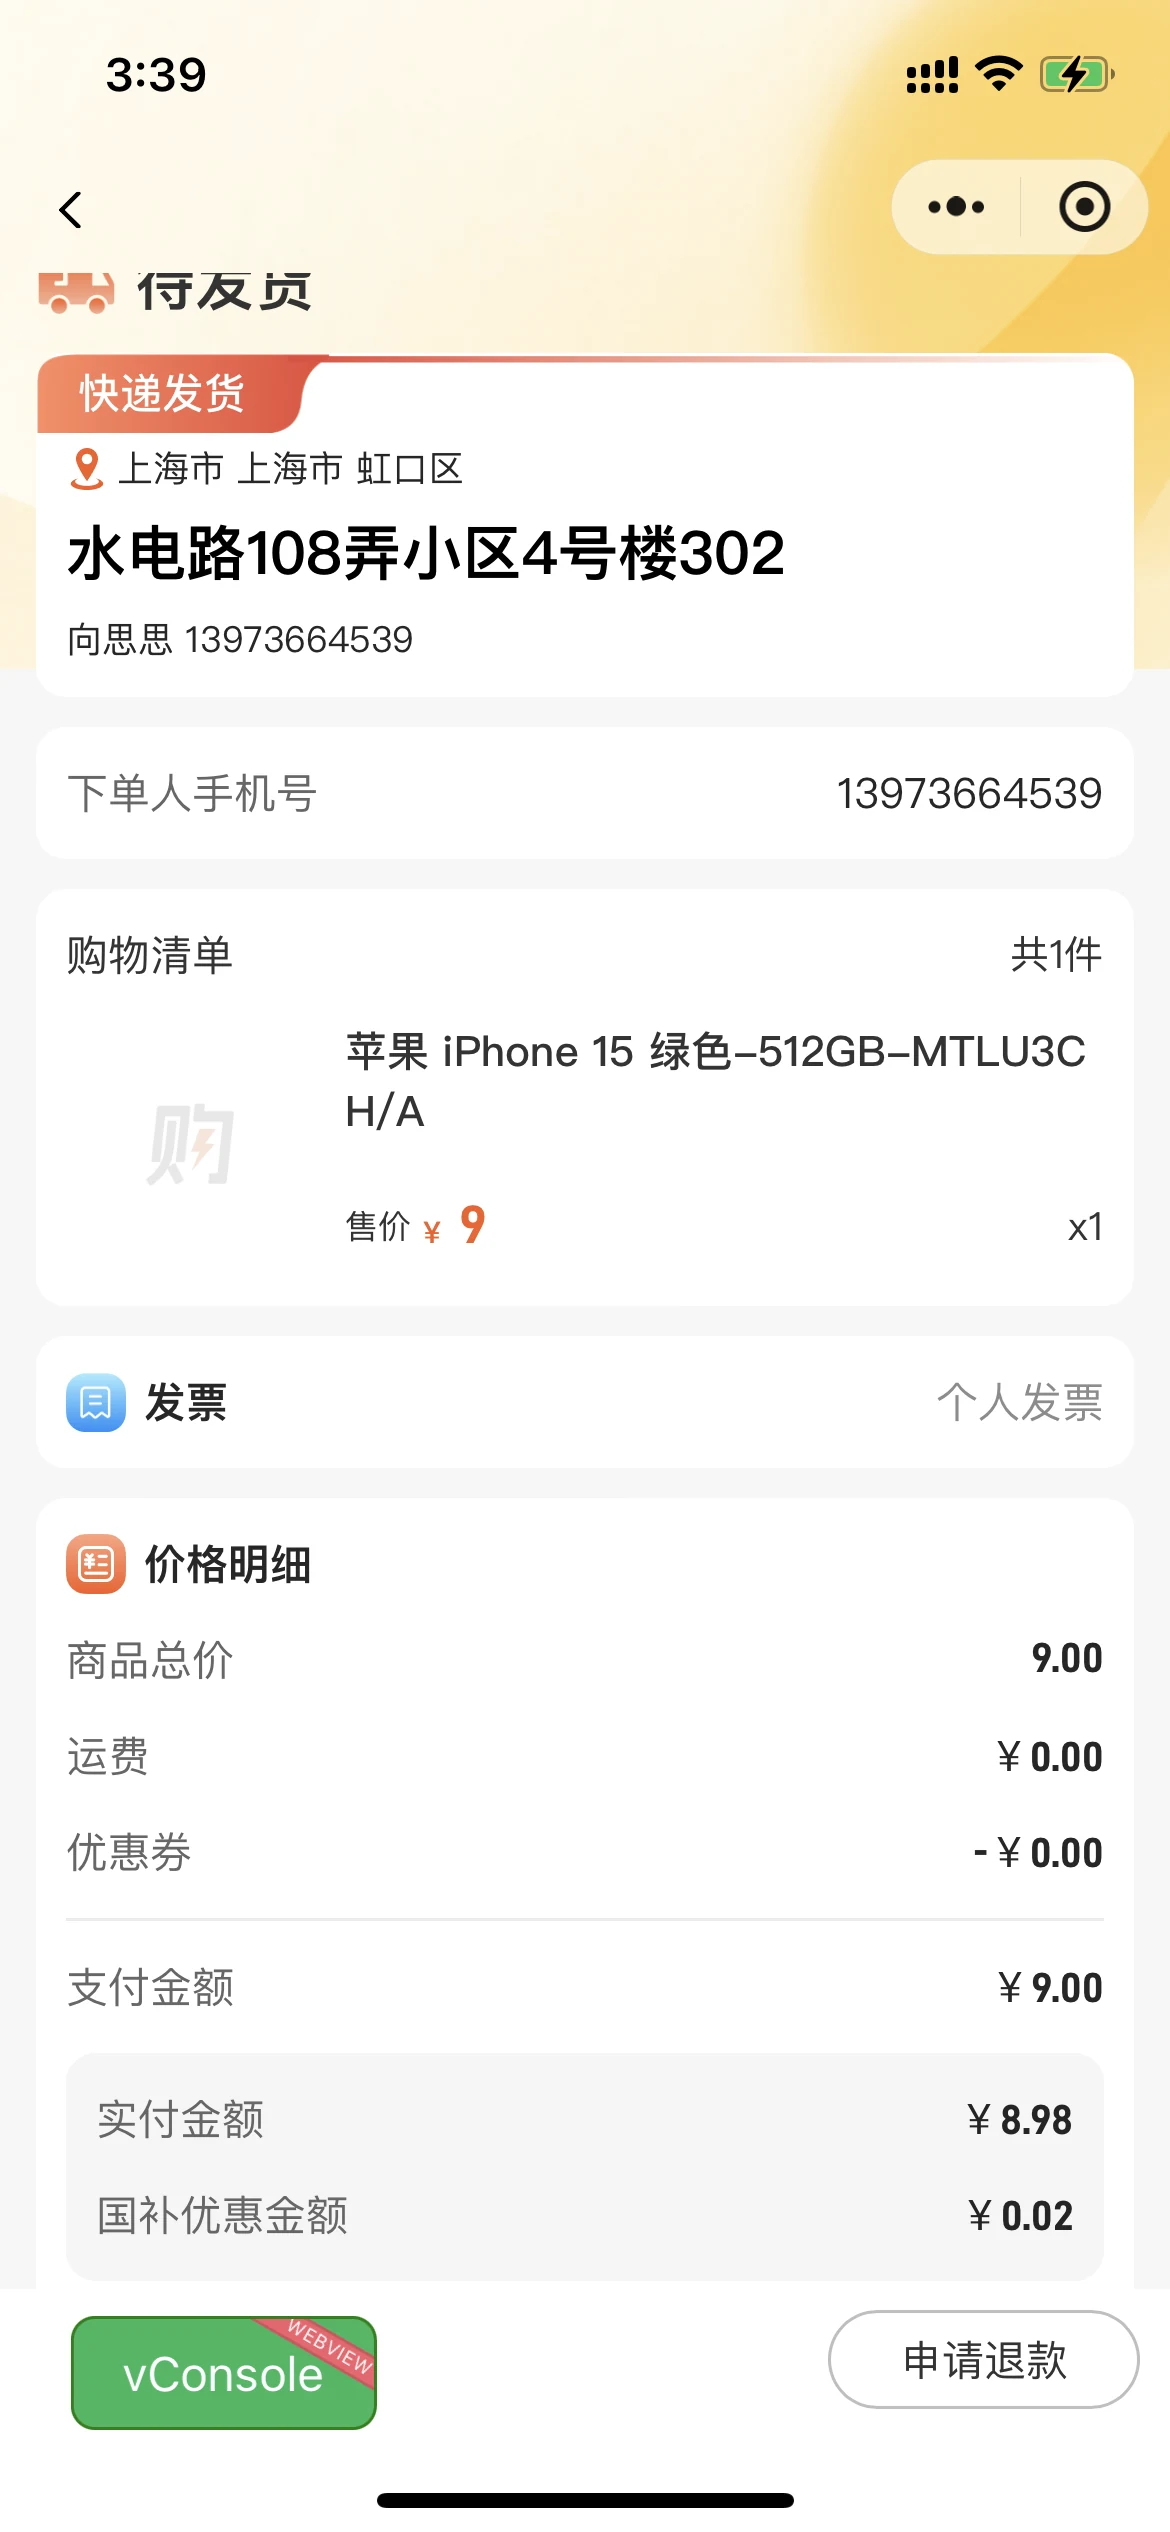 3:39
待发货
快递发货
上海市 上海市 虹口区
水电路108弄小区4号楼302
向思思 13973664539
下单人手机号 13973664539
购物清单 共1件
苹果 iPhone 15 绿色-512GB-MTLU3C
H/A
购
售价 ¥ 9 x1
发票 个人发票
价格明细
商品总价 9.00
运费 ¥ 0.00
优惠券 - ¥ 0.00
支付金额 ¥ 9.00
实付金额 ¥ 8.98
国补优惠金额 ¥ 0.02
WEBVIEW
vConsole 申请退款